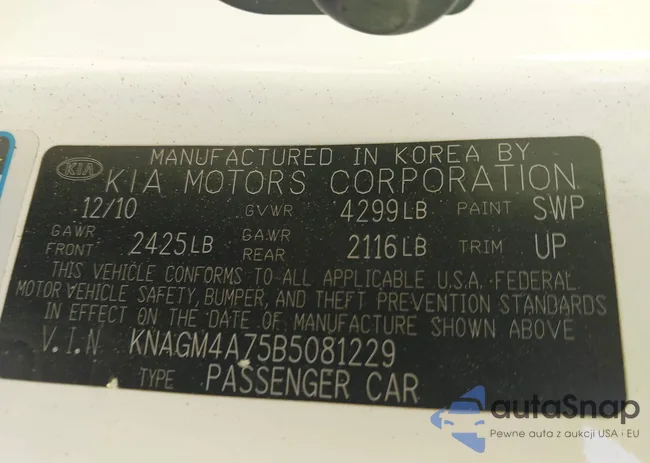 KIA
MANUFACTURED IN KOREA BY
KIA MOTORS CORPORATION
12/10 GVWR 4299LB PAINT SWP
GAWR FRONT 2425LB GAWR REAR 2116LB TRIM UP
THIS VEHICLE CONFORMS TO ALL APPLICABLE U.S.A. FEDERAL
MOTOR VEHICLE SAFETY, BUMPER, AND THEFT PREVENTION STANDARDS
IN EFFECT ON THE DATE OF MANUFACTURE SHOWN ABOVE
V.I.N KNAGM4A75B5081229
TYPE PASSENGER CAR
autoSnap
Pewne auta z aukcji USA i EU